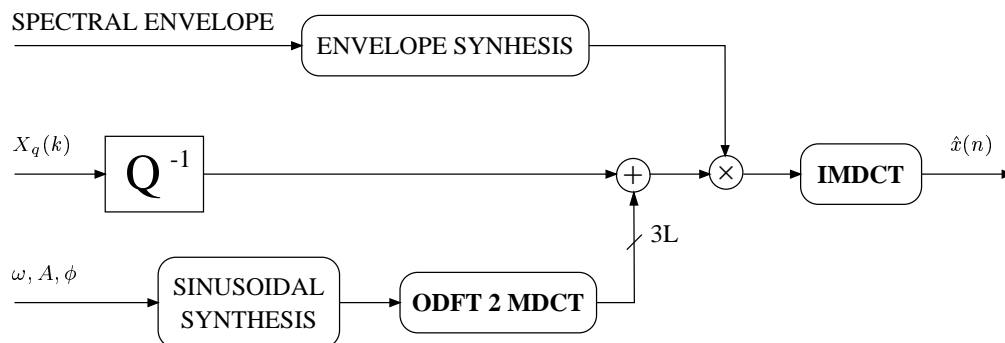 SPECTRAL ENVELOPE
ENVELOPE SYNHESIS
X_q(k)
Q^-1
+
×
IMDCT
x̂(n)
3L
ω, A, ϕ
SINUSOIDAL
SYNTHESIS
ODFT 2 MDCT